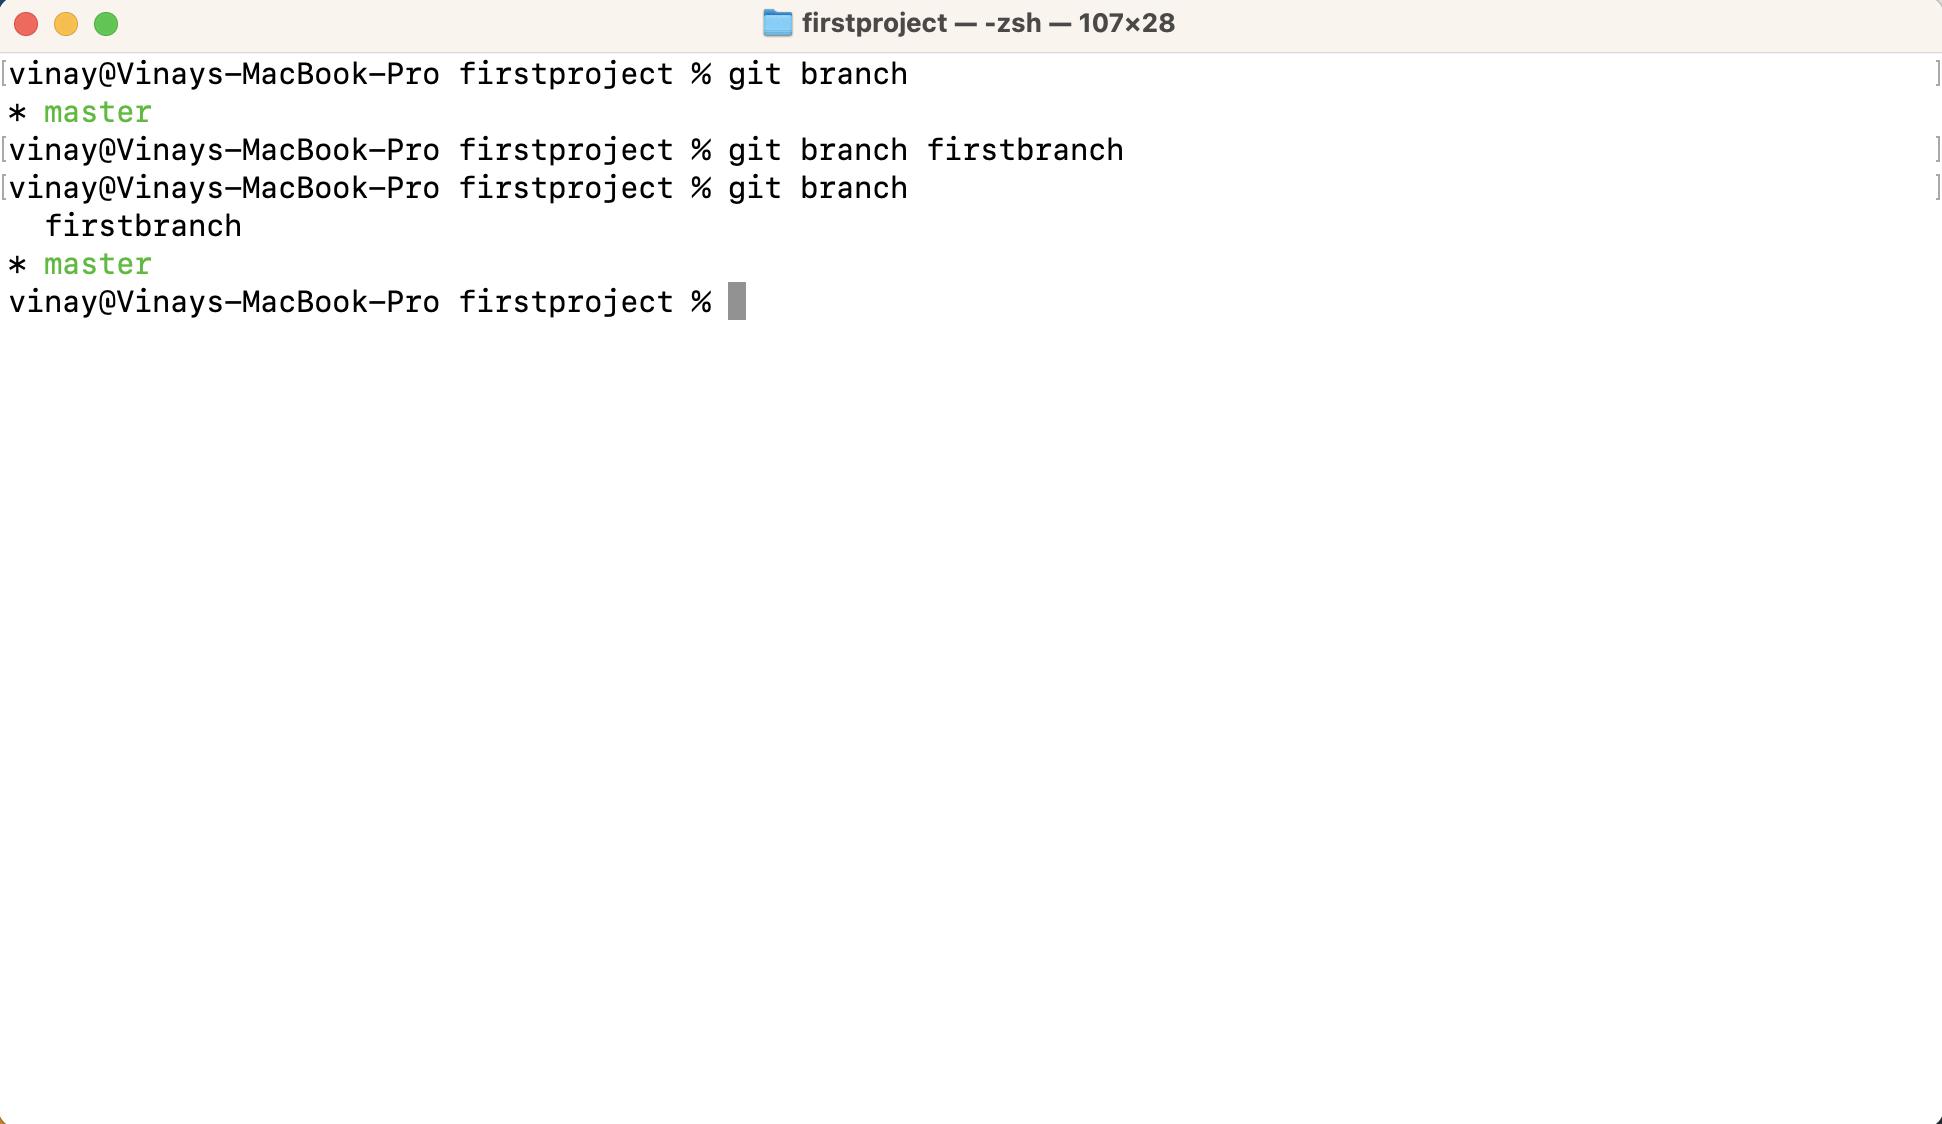 firstproject — -zsh — 107×28
[vinay@Vinays-MacBook-Pro firstproject % git branch ]
* master
[vinay@Vinays-MacBook-Pro firstproject % git branch firstbranch ]
[vinay@Vinays-MacBook-Pro firstproject % git branch ]
  firstbranch
* master
vinay@Vinays-MacBook-Pro firstproject %